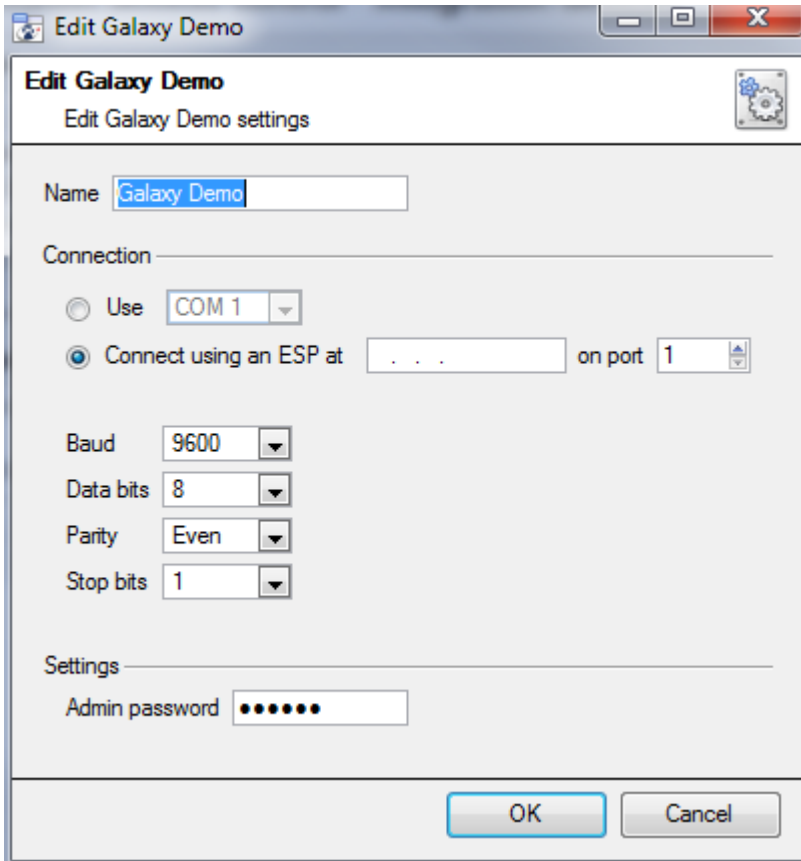 Edit Galaxy Demo
Edit Galaxy Demo
Edit Galaxy Demo settings
Name Galaxy Demo
Connection
Use COM 1
Connect using an ESP at . . . on port 1
Baud 9600
Data bits 8
Parity Even
Stop bits 1
Settings
Admin password ●●●●●●
OK Cancel